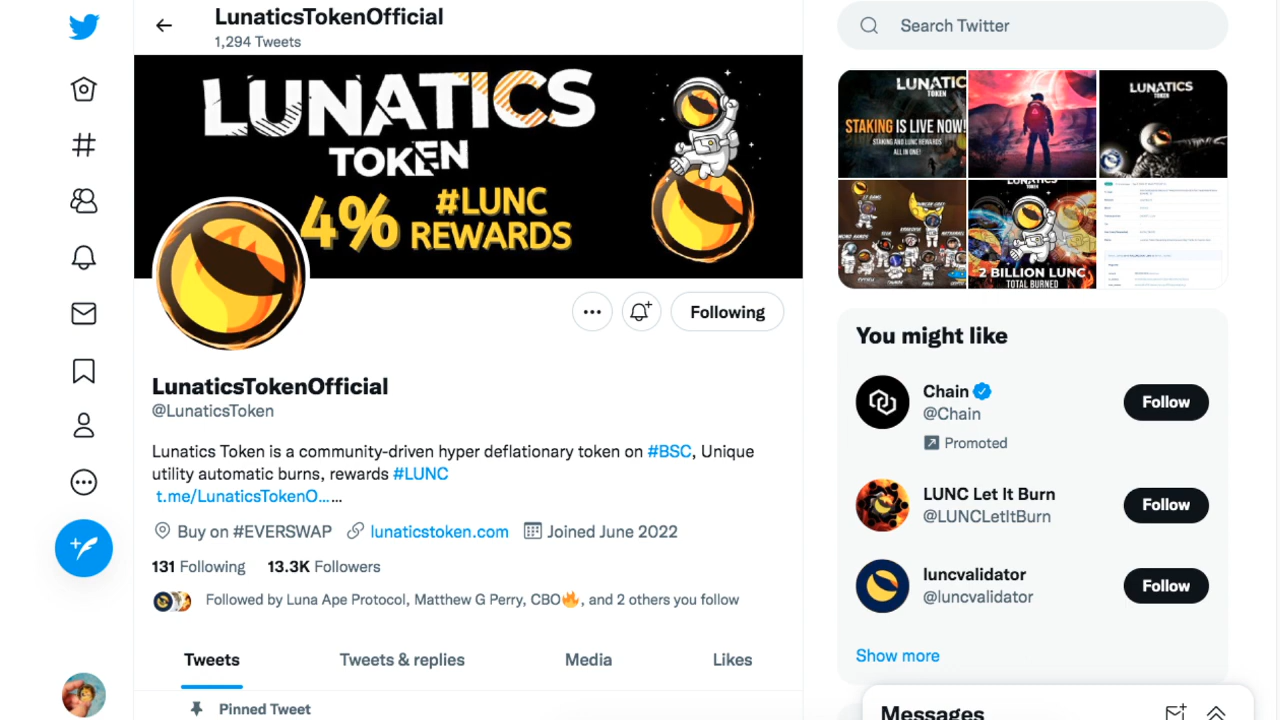 LunaticsTokenOfficial
1,294 Tweets
LUNATICS
TOKEN
4% #LUNC
REWARDS
Following
LunaticsTokenOfficial
@LunaticsToken
Lunatics Token is a community-driven hyper deflationary token on #BSC, Unique
utility automatic burns, rewards #LUNC
t.me/LunaticsTokenO... ...
Buy on #EVERSWAP lunaticstoken.com Joined June 2022
131 Following 13.3K Followers
Followed by Luna Ape Protocol, Matthew G Perry, CBO🔥, and 2 others you follow
Tweets Tweets & replies Media Likes
Pinned Tweet
Search Twitter
LUNATIC
TOKEN
STAKING IS LIVE NOW!
STAKING AND LUNC REWARDS
ALL IN ONE!
LUNATICS
TOKEN
2 BILLION LUNC
TOTAL BURNED
You might like
Chain
@Chain
Promoted
Follow
LUNC Let It Burn
@LUNCLetItBurn
Follow
luncvalidator
@luncvalidator
Follow
Show more
Messages